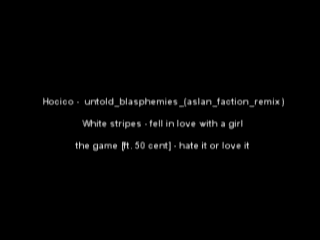 Hocico - untold_blasphemies_(aslan_faction_remix)
White stripes - fell in love with a girl
the game [ft. 50 cent] - hate it or love it